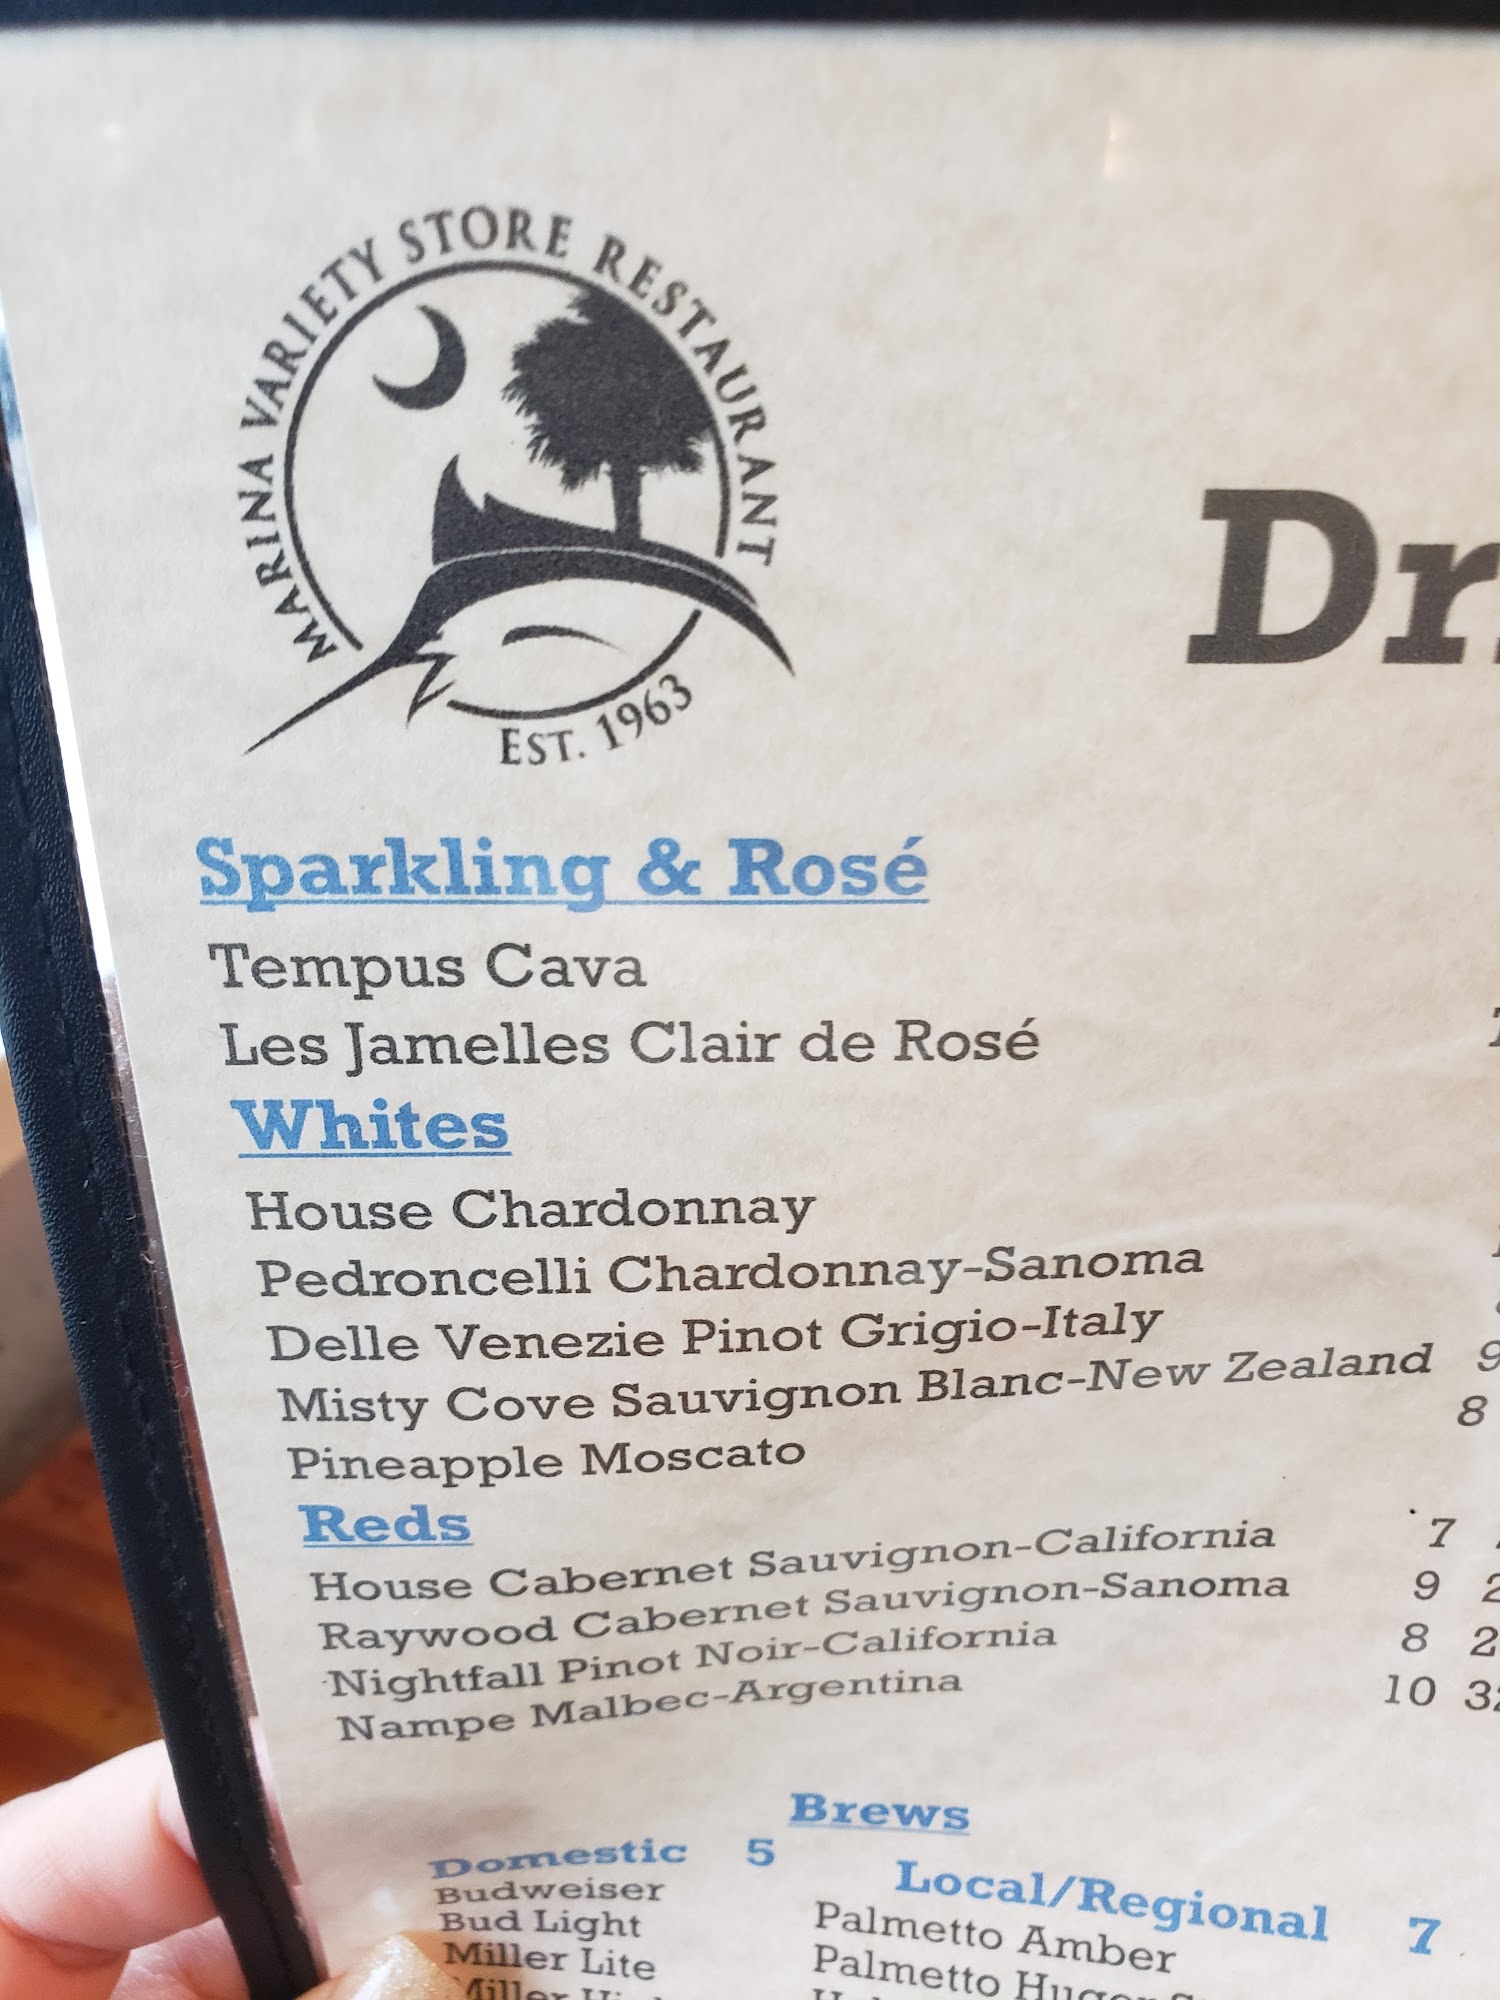 MARINA VARIETY STORE RESTAURANT
EST. 1963
Sparkling & Rosé
Tempus Cava
Les Jamelles Clair de Rosé
Whites
House Chardonnay
Pedroncelli Chardonnay-Sanoma
Delle Venezie Pinot Grigio-Italy
Misty Cove Sauvignon Blanc-New Zealand 9
Pineapple Moscato 8
Reds
House Cabernet Sauvignon-California 7
Raywood Cabernet Sauvignon-Sanoma 9
Nightfall Pinot Noir-California 8
Nampe Malbec-Argentina 10
Brews
Domestic 5
Budweiser
Bud Light
Miller Lite
Local/Regional 7
Palmetto Amber
Palmetto